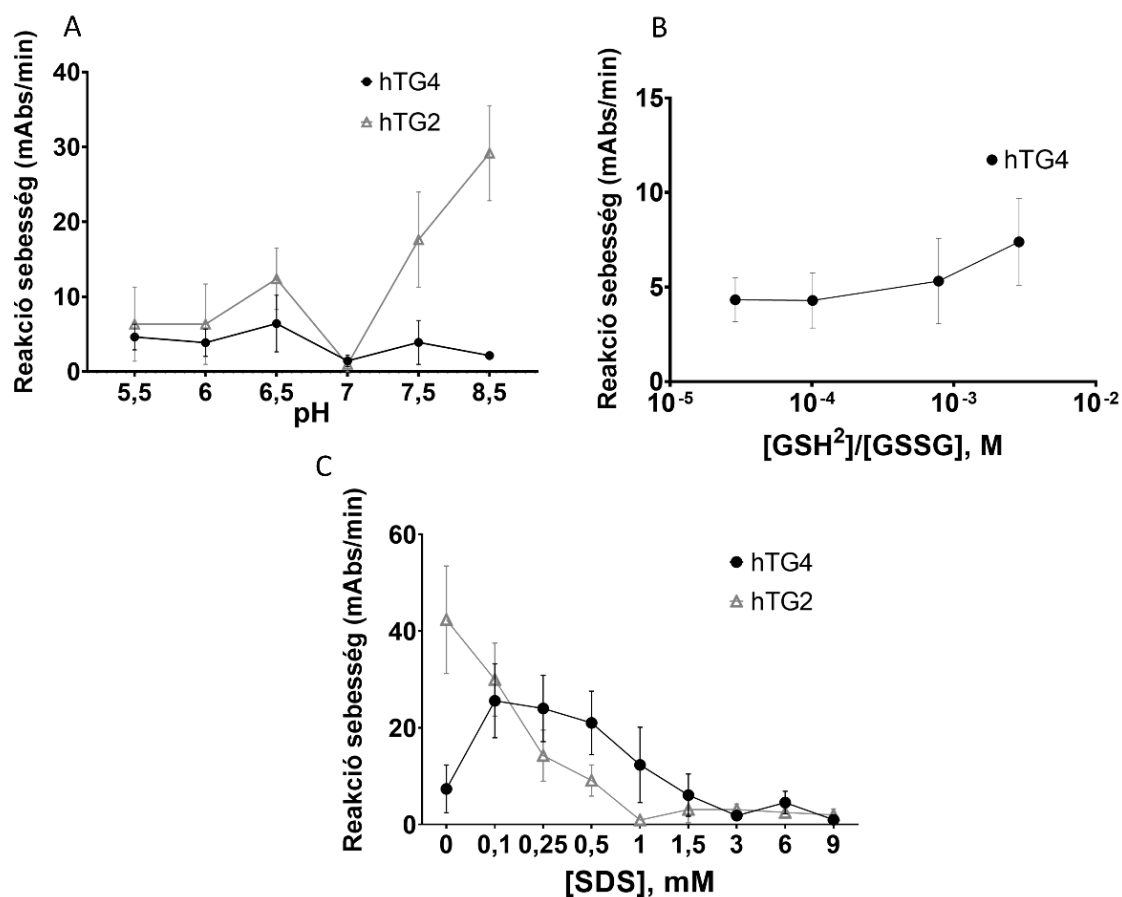 A
Reakció sebesség (mAbs/min)
40
30
20
10
0
hTG4
hTG2
5,5 6 6,5 7 7,5 8,5
pH
B
Reakció sebesség (mAbs/min)
15
10
5
0
hTG4
10-5 10-4 10-3 10-2
[GSH2]/[GSSG], M
C
Reakció sebesség (mAbs/min)
60
40
20
0
hTG4
hTG2
0 0,1 0,25 0,5 1 1,5 3 6 9
[SDS], mM